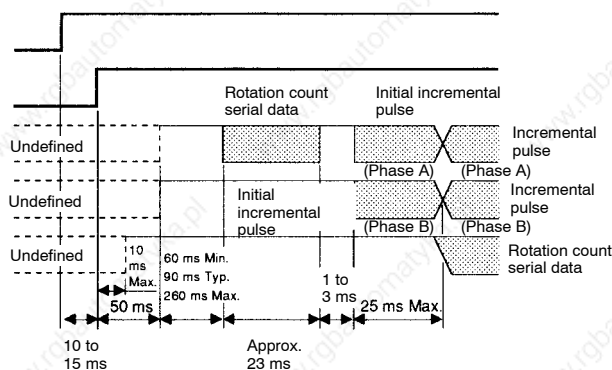 Rotation count
serial data
Initial incremental
pulse
Undefined
Incremental
pulse
(Phase A)
(Phase A)
Undefined
Initial
incremental
pulse
Incremental
pulse
(Phase B)
(Phase B)
Undefined
Rotation count
serial data
10
ms
Max.
60 ms Min.
90 ms Typ.
260 ms Max.
1 to
3 ms
50 ms
25 ms Max.
10 to
15 ms
Approx.
23 ms